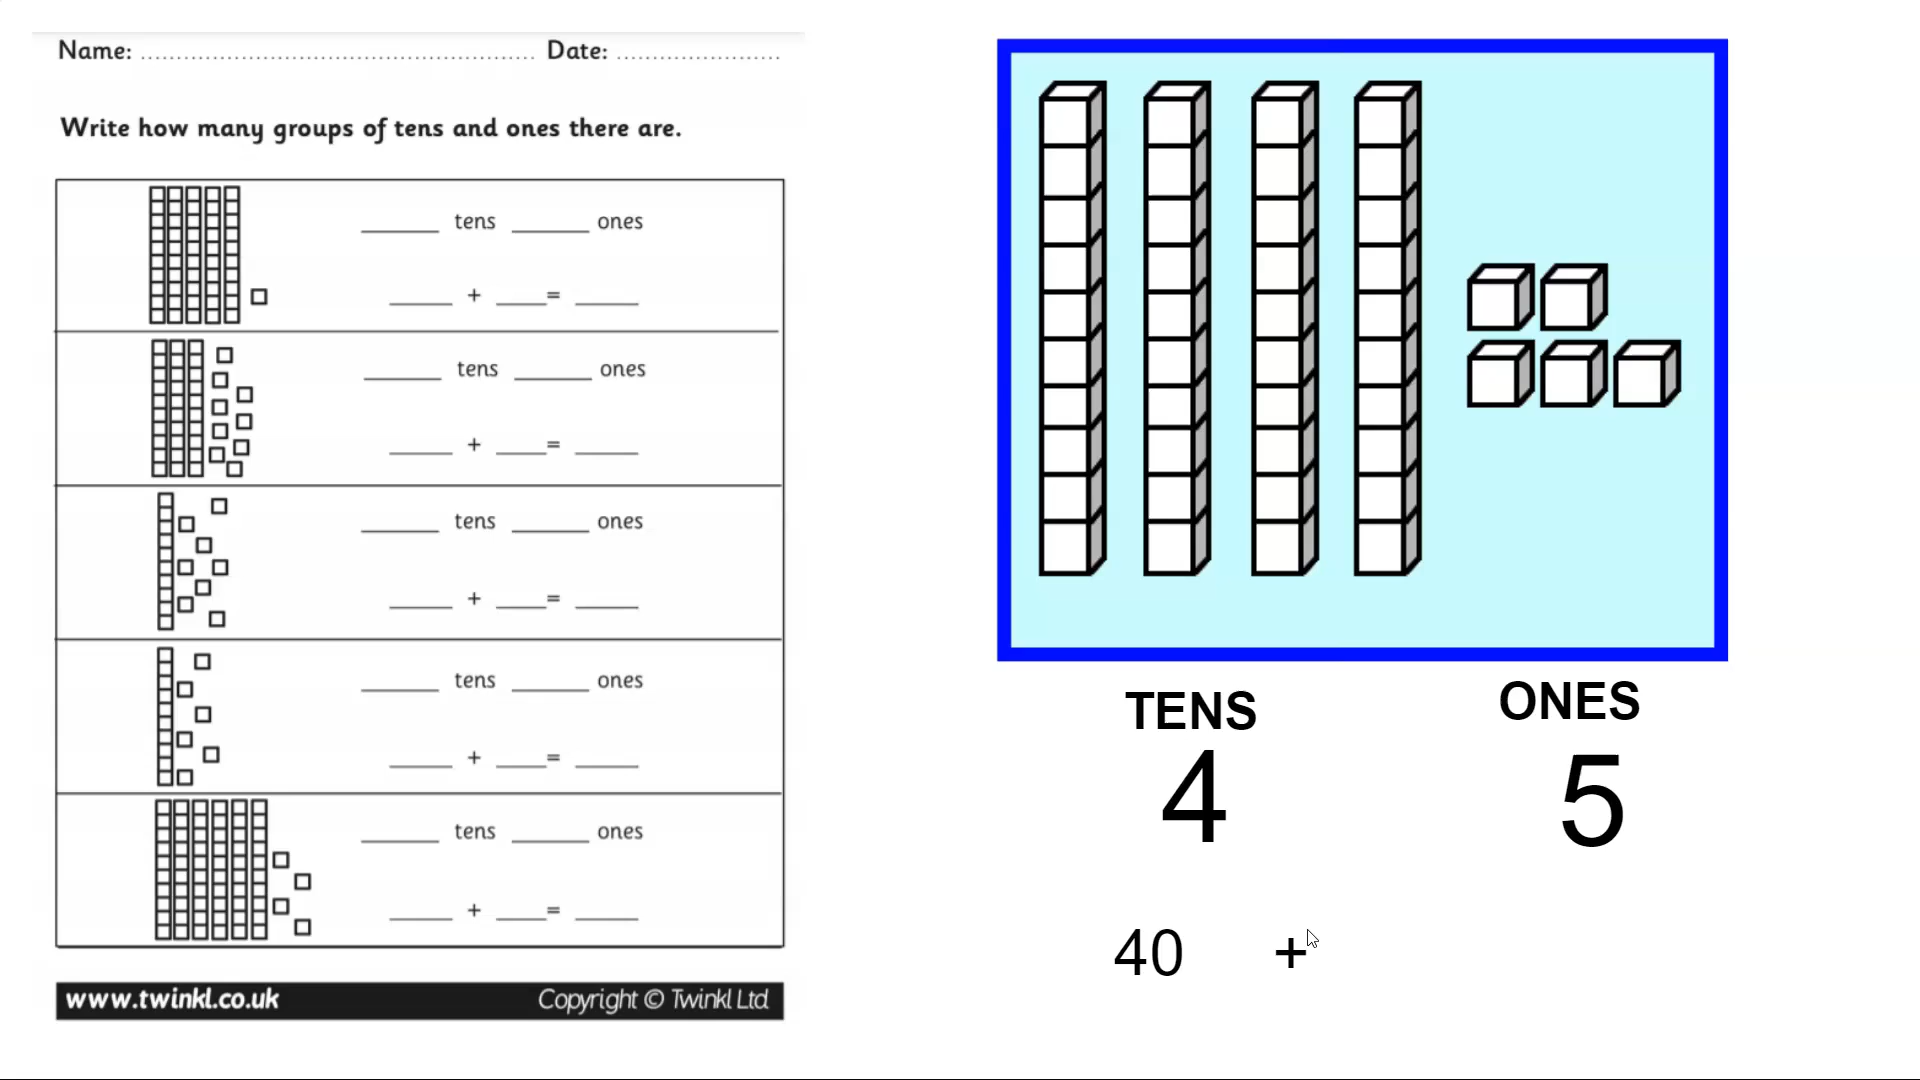 Name: ........................................................ Date: .......................
Write how many groups of tens and ones there are.
______ tens ______ ones
_____ + ____= _____
______ tens ______ ones
_____ + ____= _____
______ tens ______ ones
_____ + ____= _____
______ tens ______ ones
_____ + ____= _____
______ tens ______ ones
_____ + ____= _____
www.twinkl.co.uk Copyright © Twinkl Ltd
TENS ONES
4 5
40 +